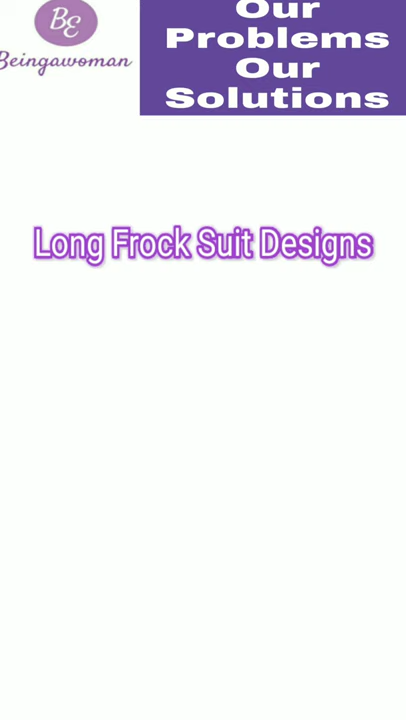 BE
Beingawoman
Our
Problems
Our
Solutions
Long Frock Suit Designs